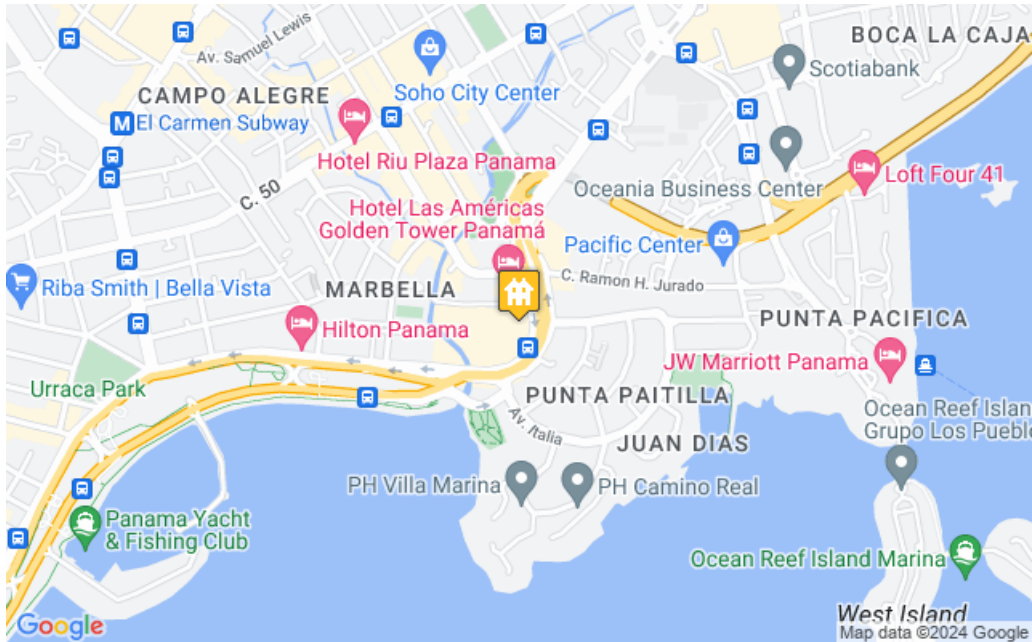 BOCA LA CAJA
Av. Samuel Lewis
Scotiabank
Soho City Center
CAMPO ALEGRE
M
El Carmen Subway
Hotel Riu Plaza Panama
Oceania Business Center
Loft Four 41
C. 50
Hotel Las Américas
Golden Tower Panamá
Pacific Center
C. Ramon H. Jurado
Riba Smith | Bella Vista
MARBELLA
Hilton Panama
PUNTA PACIFICA
JW Marriott Panama
Urraca Park
PUNTA PAITILLA
Av. Italia
Ocean Reef Islan
Grupo Los Pueblo
JUAN DIAS
PH Villa Marina
PH Camino Real
Panama Yacht
& Fishing Club
Ocean Reef Island Marina
West Island
Google
Map data ©2024 Google